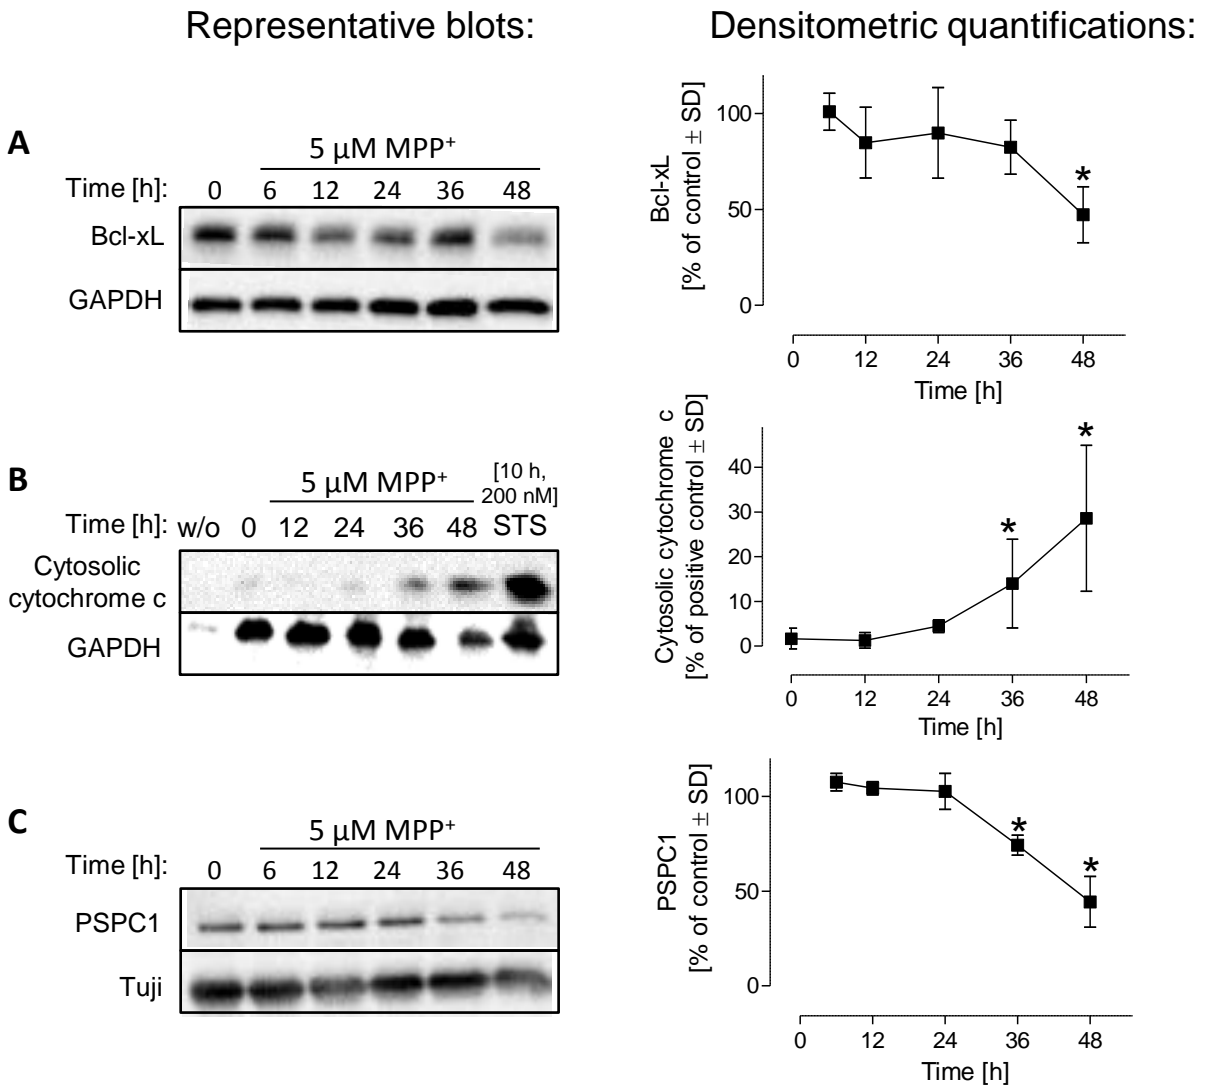 Representative blots:
Densitometric quantifications:
A
5 µM MPP⁺
Time [h]: 0 6 12 24 36 48
Bcl-xL
GAPDH
Bcl-xL
[% of control ± SD]
100
50
0
*
0 12 24 36 48
Time [h]
B
5 µM MPP⁺
[10 h,
200 nM]
Time [h]: w/o 0 12 24 36 48 STS
Cytosolic
cytochrome c
GAPDH
Cytosolic cytochrome c
[% of positive control ± SD]
40
30
20
10
0
* *
0 12 24 36 48
Time [h]
C
5 µM MPP⁺
Time [h]: 0 6 12 24 36 48
PSPC1
Tuji
PSPC1
[% of control ± SD]
100
50
0
* *
0 12 24 36 48
Time [h]